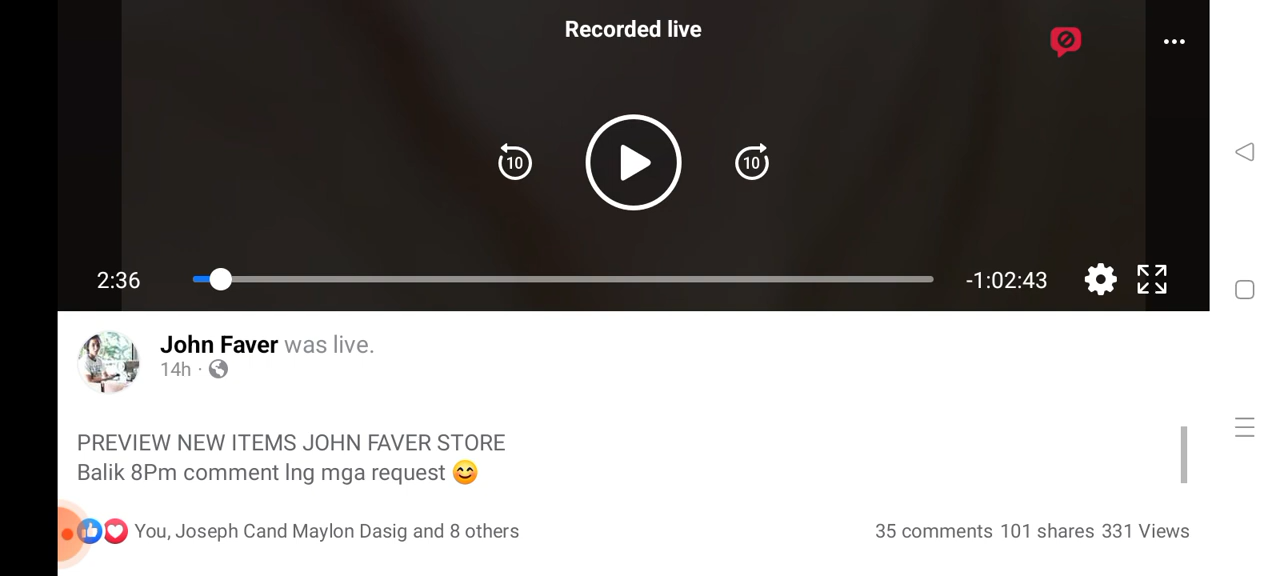 Recorded live
10
10
2:36
-1:02:43
John Faver was live.
14h ·
PREVIEW NEW ITEMS JOHN FAVER STORE
Balik 8Pm comment lng mga request 😊
You, Joseph Cand Maylon Dasig and 8 others
35 comments 101 shares 331 Views